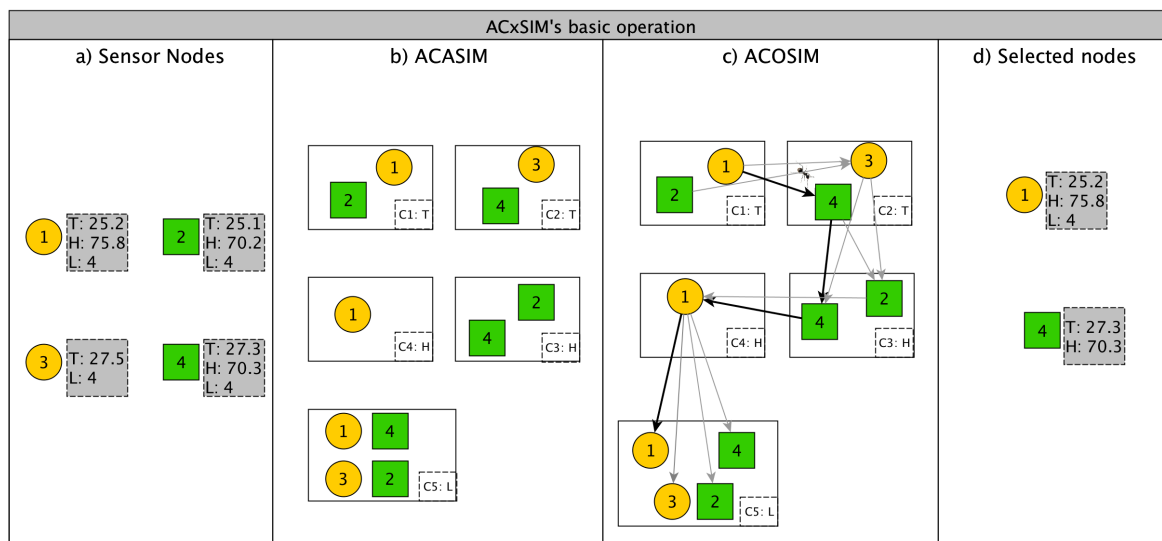 ACxSIM's basic operation
a) Sensor Nodes
1
T: 25.2
H: 75.8
L: 4
2
T: 25.1
H: 70.2
L: 4
3
T: 27.5
L: 4
4
T: 27.3
H: 70.3
L: 4
b) ACASIM
1
2
C1: T
3
4
C2: T
1
C4: H
2
4
C3: H
1
4
3
2
C5: L
c) ACOSIM
1
2
C1: T
3
4
C2: T
1
C4: H
2
4
C3: H
1
4
3
2
C5: L
d) Selected nodes
1
T: 25.2
H: 75.8
L: 4
4
T: 27.3
H: 70.3